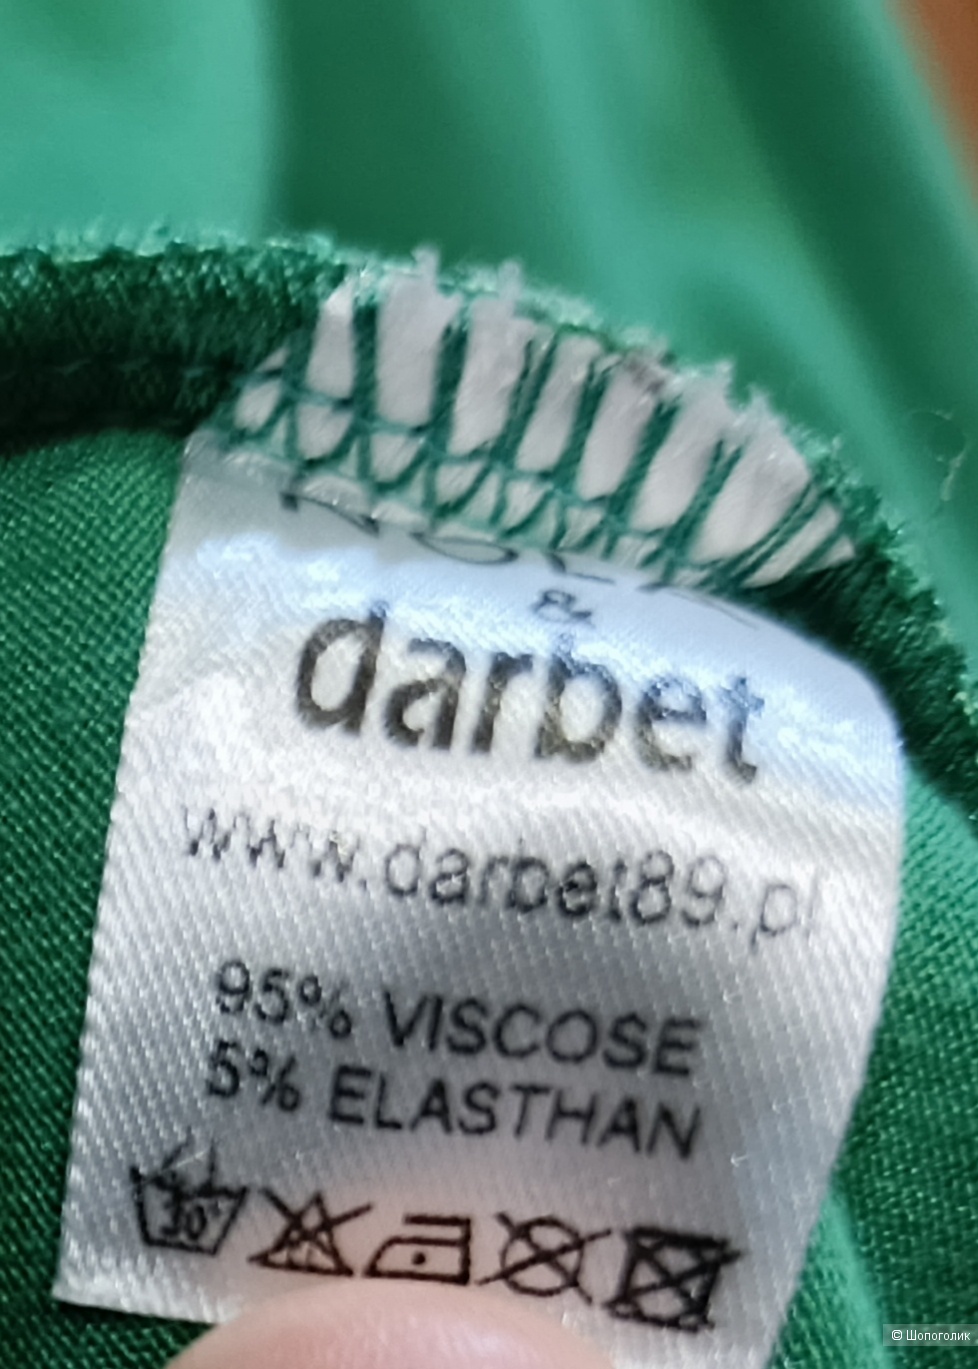 &
darbet
www.darbet89.pl
95% VISCOSE
5% ELASTHAN
30°
© Шопоголик